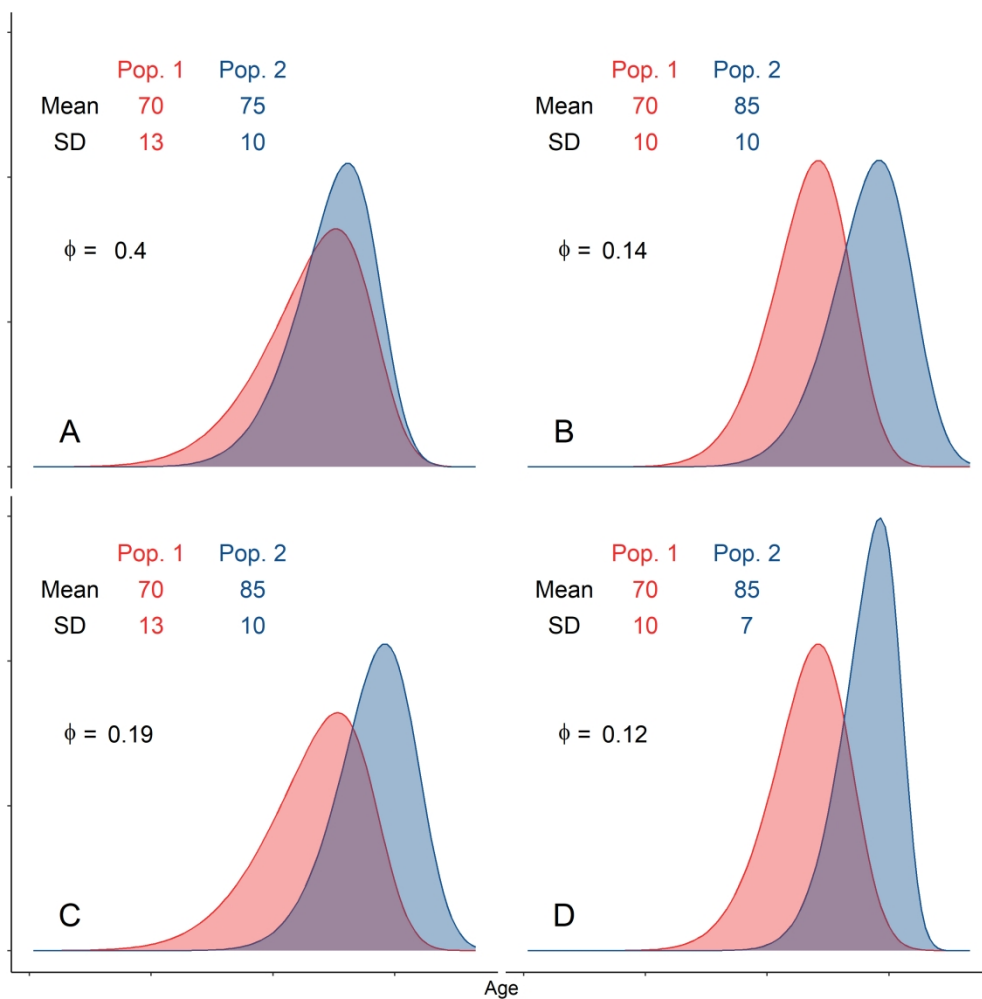 Pop. 1 Pop. 2
Mean 70 75
SD 13 10
ϕ = 0.4
A
Pop. 1 Pop. 2
Mean 70 85
SD 10 10
ϕ = 0.14
B
Pop. 1 Pop. 2
Mean 70 85
SD 13 10
ϕ = 0.19
C
Pop. 1 Pop. 2
Mean 70 85
SD 10 7
ϕ = 0.12
D
Age